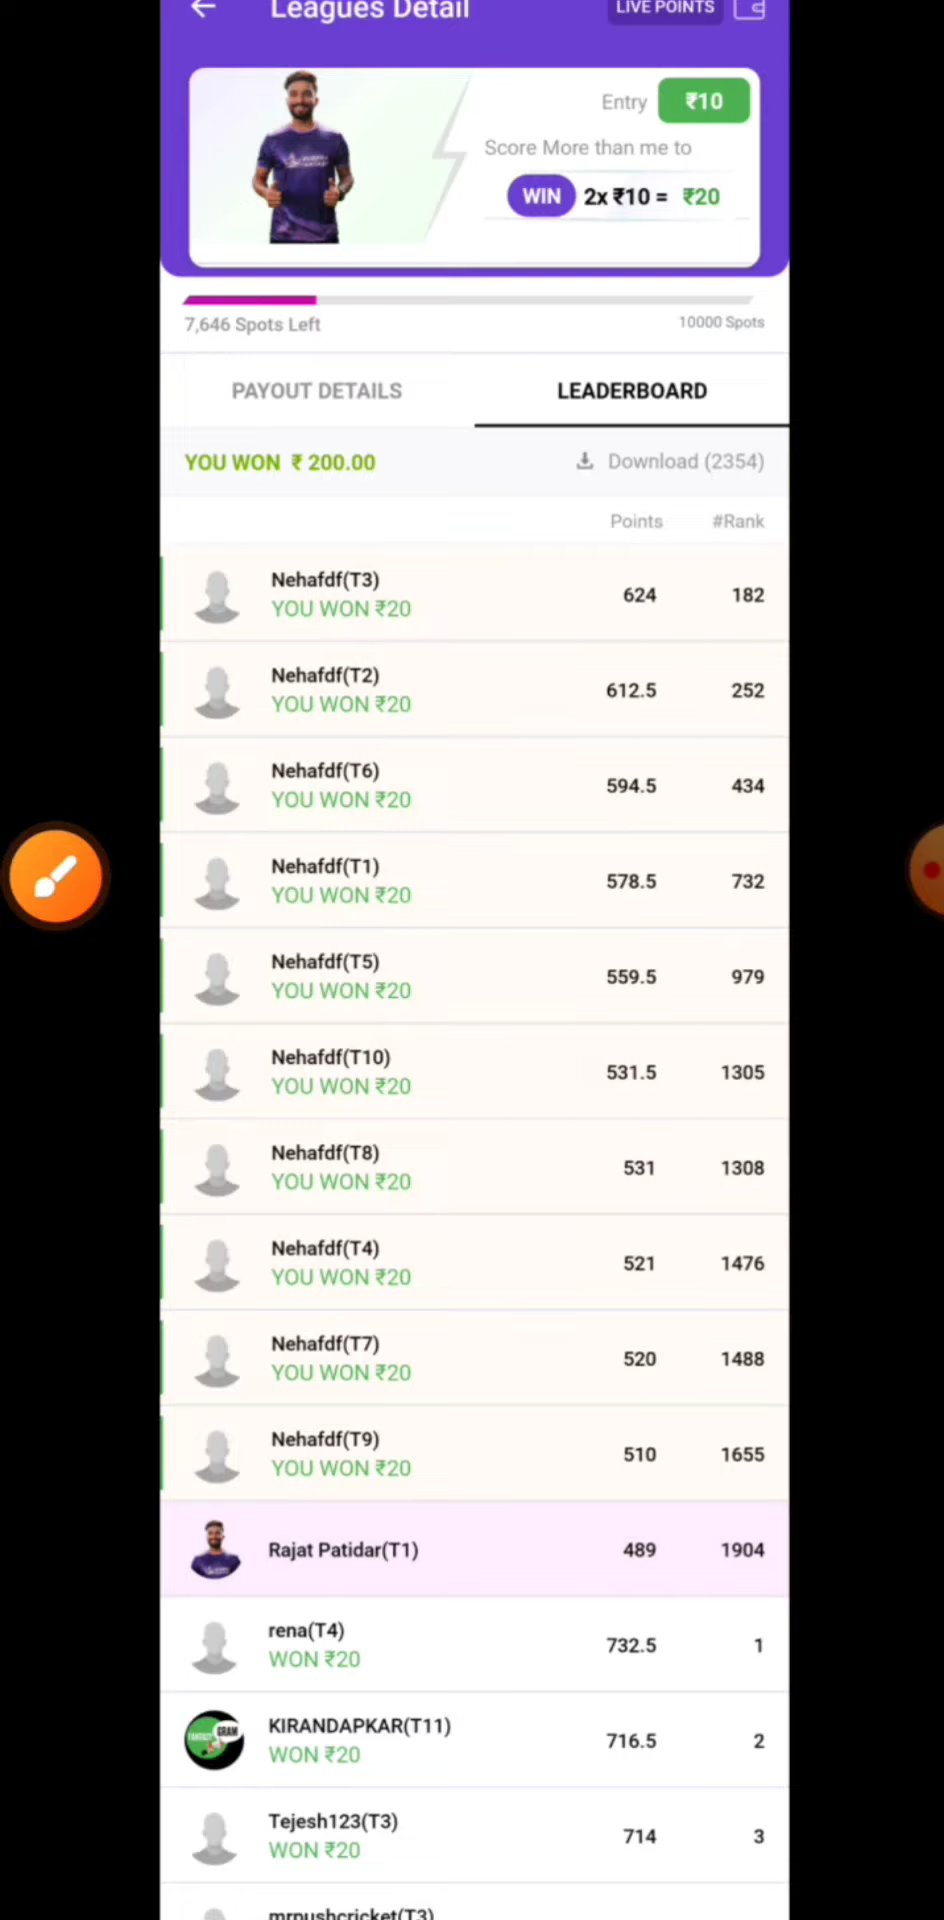 Leagues Detail
LIVE POINTS
Entry ₹10
Score More than me to
WIN 2x ₹10 = ₹20
7,646 Spots Left
10000 Spots
PAYOUT DETAILS
LEADERBOARD
YOU WON ₹ 200.00
Download (2354)
Points #Rank
Nehafdf(T3)
YOU WON ₹20
624 182
Nehafdf(T2)
YOU WON ₹20
612.5 252
Nehafdf(T6)
YOU WON ₹20
594.5 434
Nehafdf(T1)
YOU WON ₹20
578.5 732
Nehafdf(T5)
YOU WON ₹20
559.5 979
Nehafdf(T10)
YOU WON ₹20
531.5 1305
Nehafdf(T8)
YOU WON ₹20
531 1308
Nehafdf(T4)
YOU WON ₹20
521 1476
Nehafdf(T7)
YOU WON ₹20
520 1488
Nehafdf(T9)
YOU WON ₹20
510 1655
Rajat Patidar(T1)
489 1904
rena(T4)
WON ₹20
732.5 1
GRAM
KIRANDAPKAR(T11)
WON ₹20
716.5 2
Tejesh123(T3)
WON ₹20
714 3
mrpushcricket(T3)